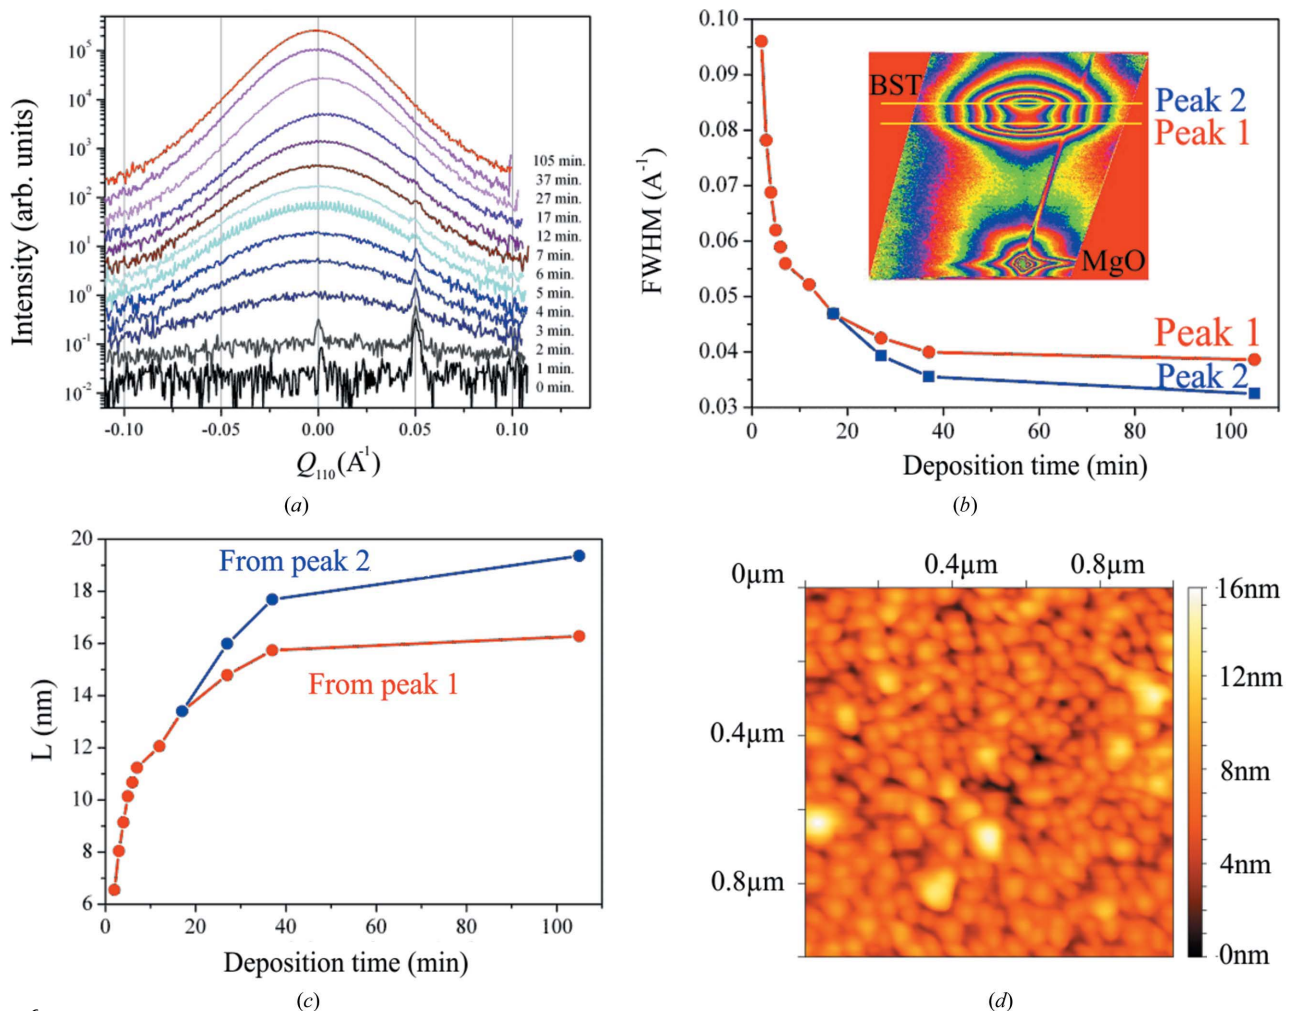 Intensity (arb. units)
10^5
10^4
10^3
10^2
10^1
10^0
10^-1
10^-2
105 min.
37 min.
27 min.
17 min.
12 min.
7 min.
6 min.
5 min.
4 min.
3 min.
2 min.
1 min.
0 min.
-0.10 -0.05 0.00 0.05 0.10
Q110(A^-1)
(a)
FWHM (A^-1)
0.10
0.09
0.08
0.07
0.06
0.05
0.04
0.03
BST
Peak 2
Peak 1
MgO
Peak 1
Peak 2
0 20 40 60 80 100
Deposition time (min)
(b)
L (nm)
20
18
16
14
12
10
8
6
From peak 2
From peak 1
0 20 40 60 80 100
Deposition time (min)
(c)
0.4µm 0.8µm
0µm
0.4µm
0.8µm
16nm
12nm
8nm
4nm
0nm
(d)